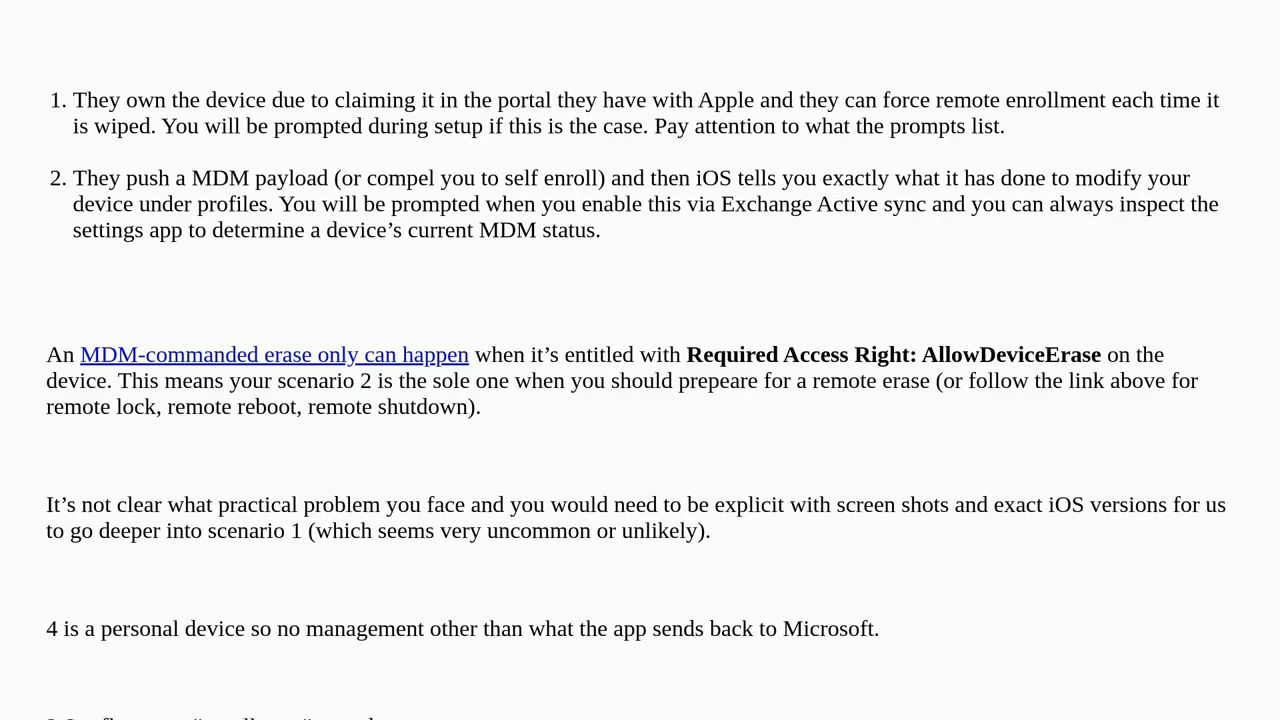 1. They own the device due to claiming it in the portal they have with Apple and they can force remote enrollment each time it
is wiped. You will be prompted during setup if this is the case. Pay attention to what the prompts list.
2. They push a MDM payload (or compel you to self enroll) and then iOS tells you exactly what it has done to modify your
device under profiles. You will be prompted when you enable this via Exchange Active sync and you can always inspect the
settings app to determine a device’s current MDM status.
An MDM-commanded erase only can happen when it’s entitled with Required Access Right: AllowDeviceErase on the
device. This means your scenario 2 is the sole one when you should prepeare for a remote erase (or follow the link above for
remote lock, remote reboot, remote shutdown).
It’s not clear what practical problem you face and you would need to be explicit with screen shots and exact iOS versions for us
to go deeper into scenario 1 (which seems very uncommon or unlikely).
4 is a personal device so no management other than what the app sends back to Microsoft.